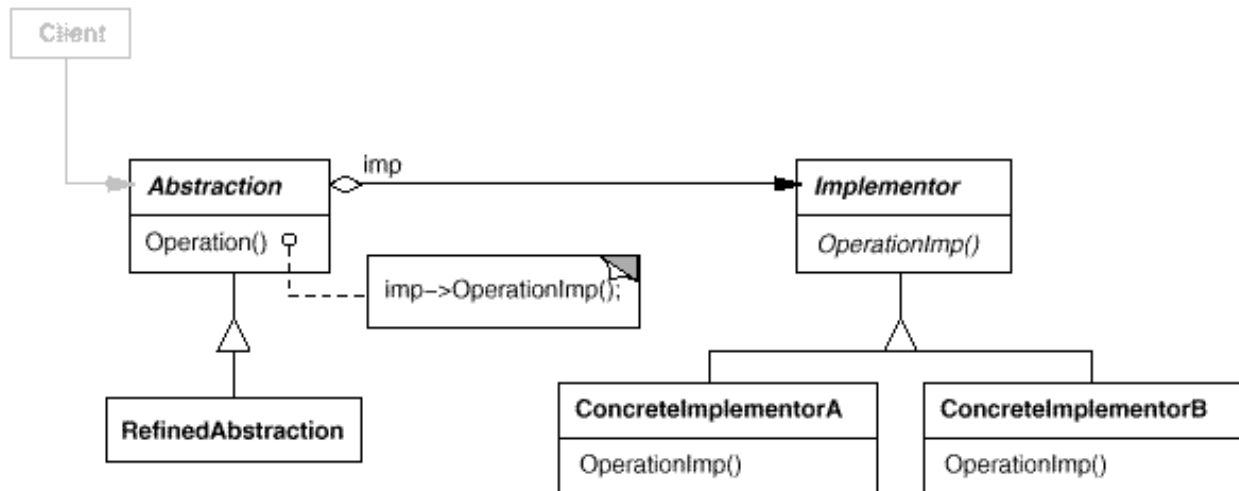 Client
imp
Abstraction
Implementor
Operation()
OperationImp()
imp->OperationImp();
RefinedAbstraction
ConcreteImplementorA
OperationImp()
ConcreteImplementorB
OperationImp()